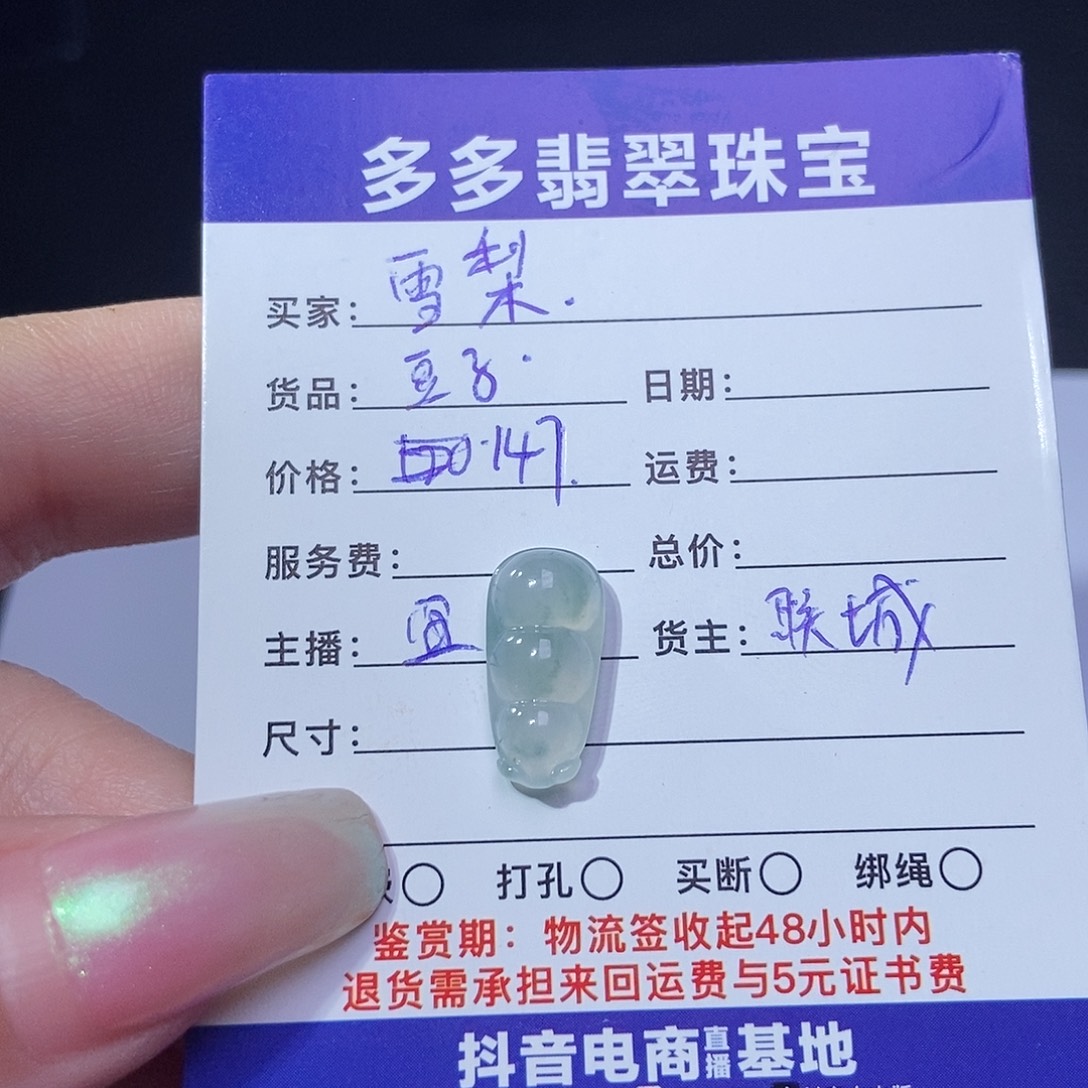 多多翡翠珠宝
买家：雪梨.
货品：豆子. 日期：
价格：147. 运费：
服务费： 总价：
主播：宜 货主：联城
尺寸：
打孔 买断 绑绳
鉴赏期：物流签收起48小时内
退货需承担来回运费与5元证书费
抖音电商直播基地